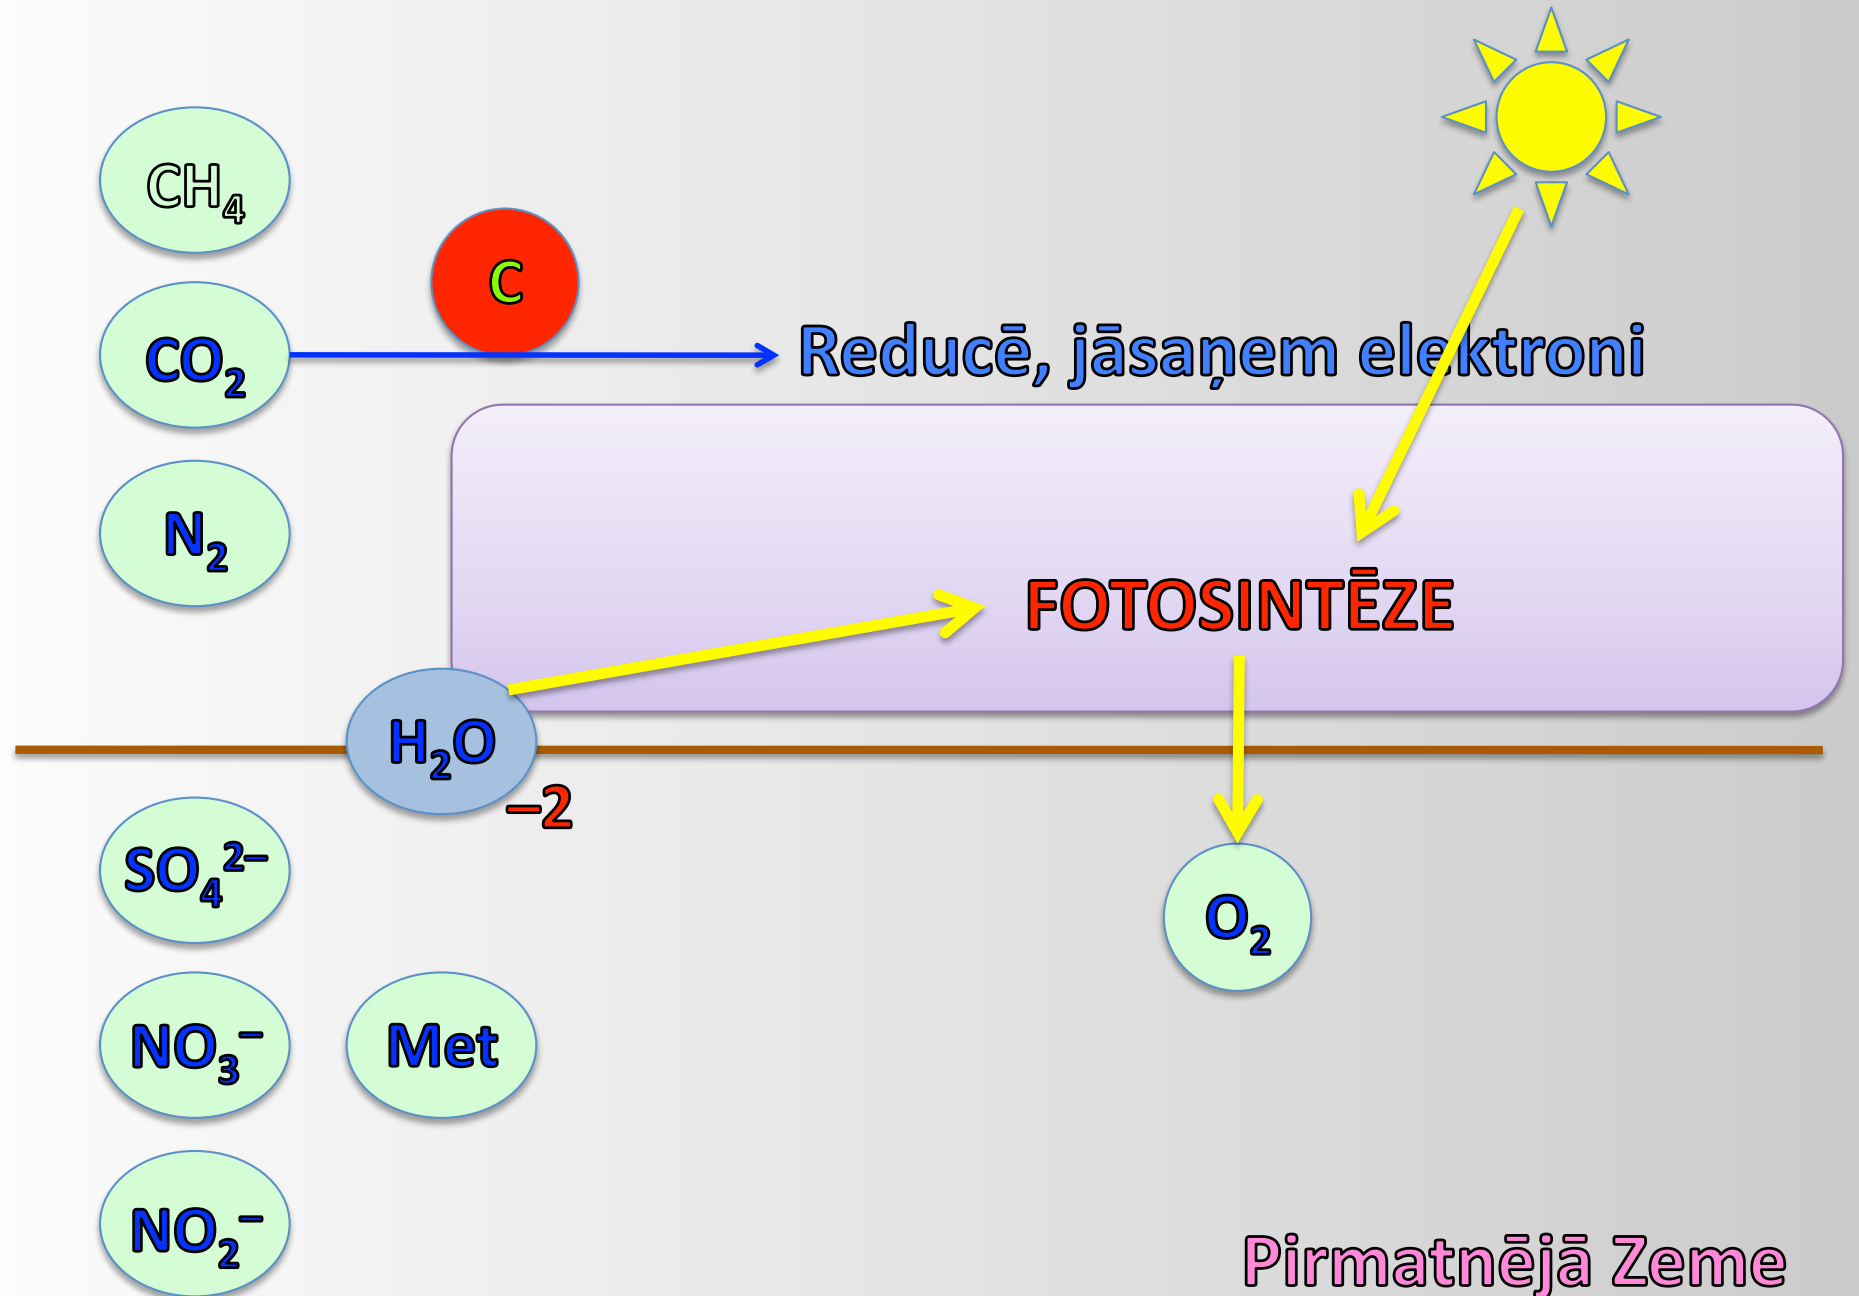 CH₄
C
CO₂
Reducē, jāsaņem elektroni
N₂
FOTOSINTĒZE
H₂O
–2
SO₄²⁻
O₂
NO₃⁻
Met
NO₂⁻
Pirmatnējā Zeme